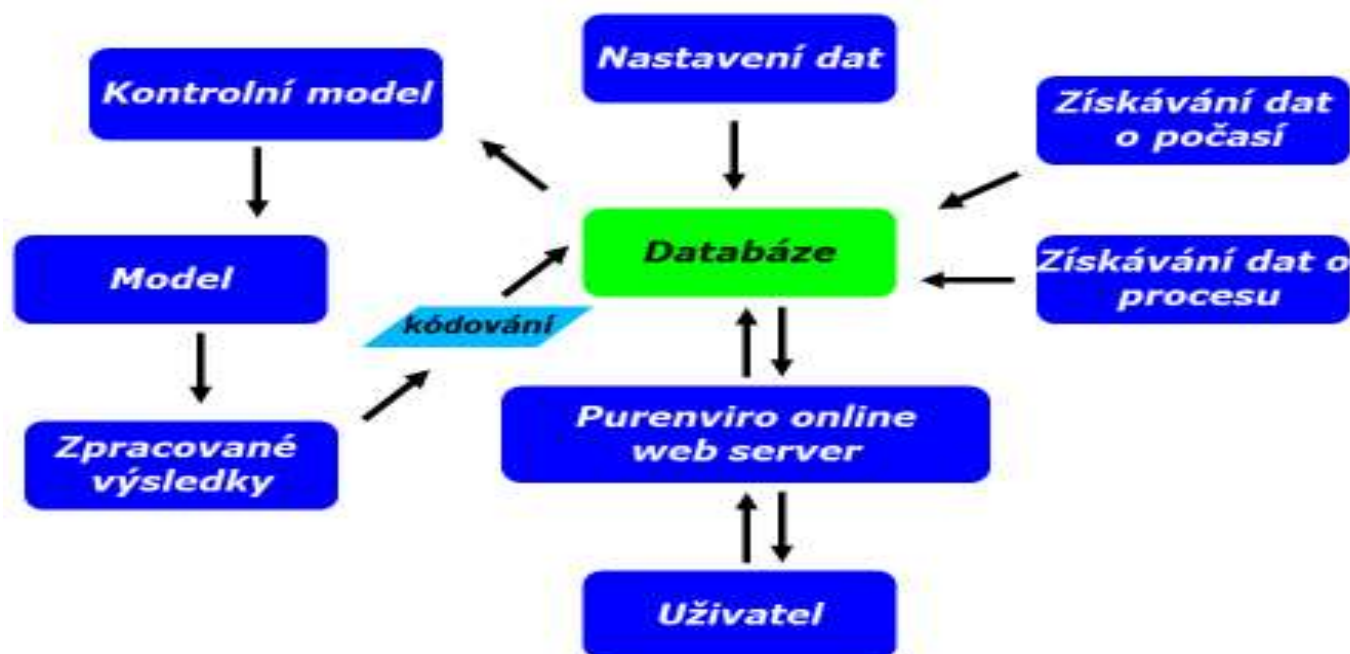 Nastavení dat
Kontrolní model
Získávání dat
o počasí
Databáze
Model
Získávání dat o
procesu
kódování
Purenviro online
web server
Zpracované
výsledky
Uživatel